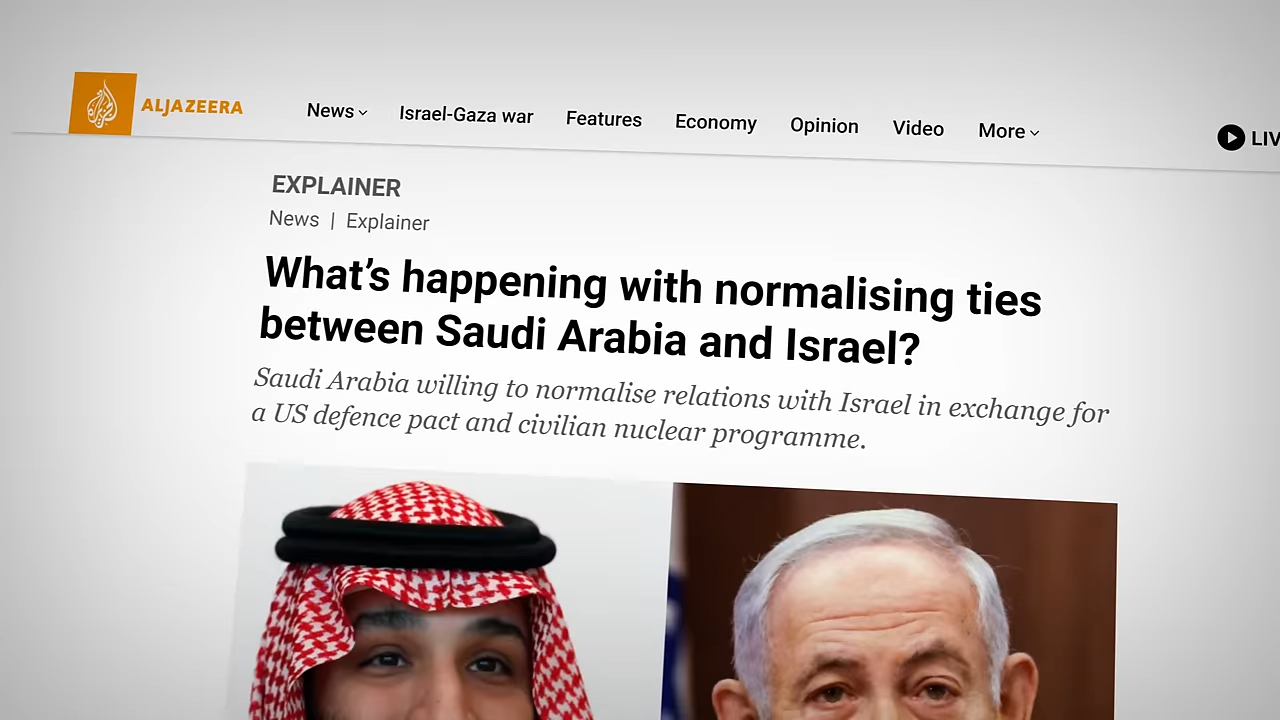 ALJAZEERA
News
Israel-Gaza war
Features
Economy
Opinion
Video
More
LIV
EXPLAINER
News | Explainer
What's happening with normalising ties
between Saudi Arabia and Israel?
Saudi Arabia willing to normalise relations with Israel in exchange for
a US defence pact and civilian nuclear programme.